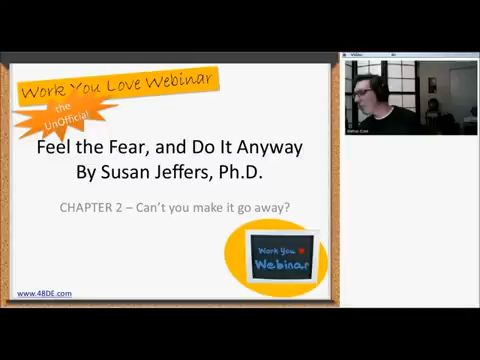 Work You Love Webinar
the
UnOfficial
Feel the Fear, and Do It Anyway
By Susan Jeffers, Ph.D.
CHAPTER 2 – Can't you make it go away?
Work You
Webinar
www.48DE.com